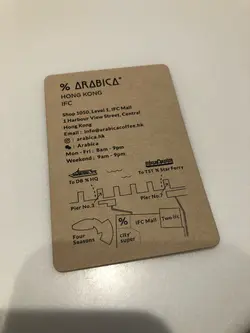 % ARABICA
HONG KONG
IFC
Shop 1050, Level 1, IFC Mall
1 Harbour View Street, Central
Hong Kong
Email : info@arabicacoffee.hk
: arabica.hk
: Arabica
Mon - Fri : 8am - 9pm
Weekend : 9am - 9pm
To DB 'N HQ
To TST 'N Star Ferry
Pier No.3
Pier No.7
Four
Seasons
%
IFC Mall
Two IFC
city'
super